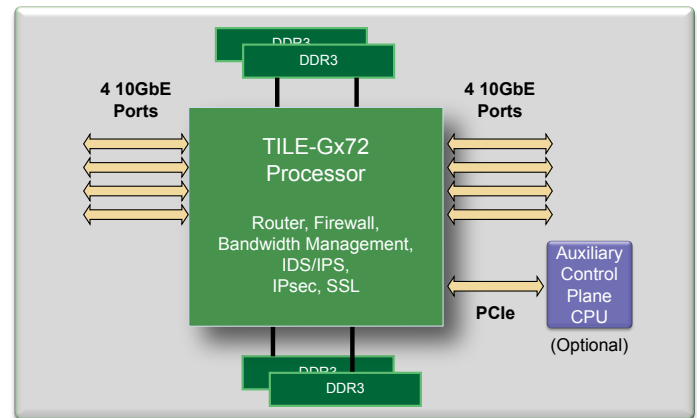 DDR3
DDR3
4 10GbE
Ports
4 10GbE
Ports
TILE-Gx72
Processor
Router, Firewall,
Bandwidth Management,
IDS/IPS,
IPsec, SSL
PCIe
Auxiliary
Control
Plane
CPU
(Optional)
DDR3
DDR3